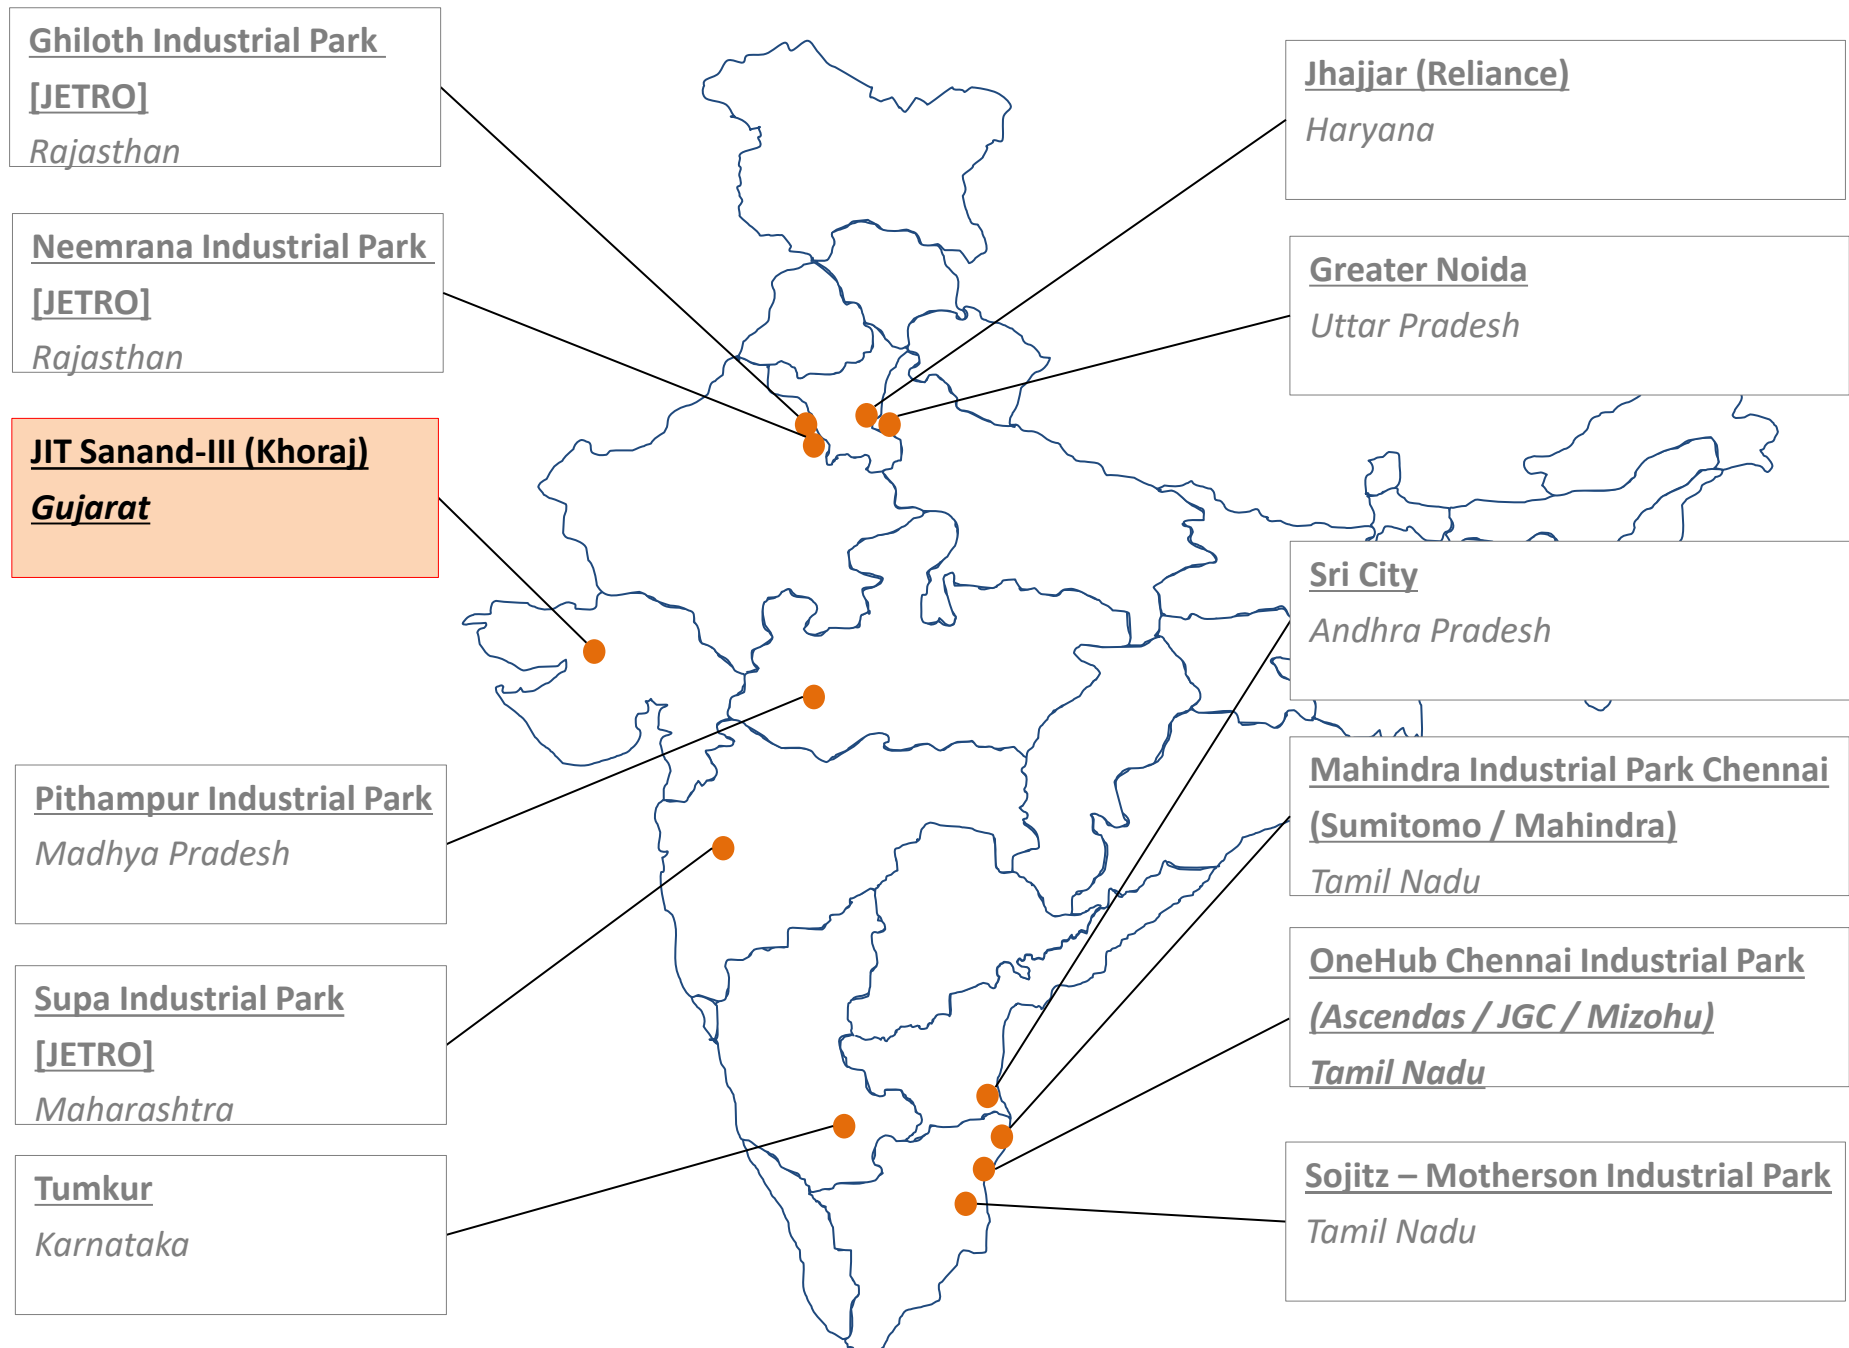 Ghiloth Industrial Park
[JETRO]
Rajasthan
Neemrana Industrial Park
[JETRO]
Rajasthan
JIT Sanand-III (Khoraj)
Gujarat
Pithampur Industrial Park
Madhya Pradesh
Supa Industrial Park
[JETRO]
Maharashtra
Tumkur
Karnataka
Jhajjar (Reliance)
Haryana
Greater Noida
Uttar Pradesh
Sri City
Andhra Pradesh
Mahindra Industrial Park Chennai
(Sumitomo / Mahindra)
Tamil Nadu
OneHub Chennai Industrial Park
(Ascendas / JGC / Mizohu)
Tamil Nadu
Sojitz – Motherson Industrial Park
Tamil Nadu